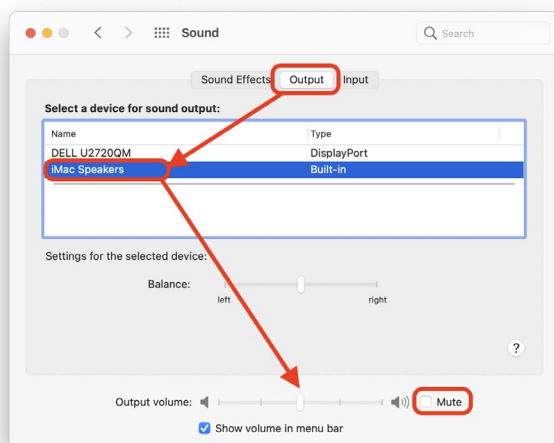 Sound
Search
Sound Effects Output Input
Select a device for sound output:
Name Type
DELL U2720QM DisplayPort
iMac Speakers Built-in
Settings for the selected device:
Balance:
left right
?
Output volume: Mute
Show volume in menu bar